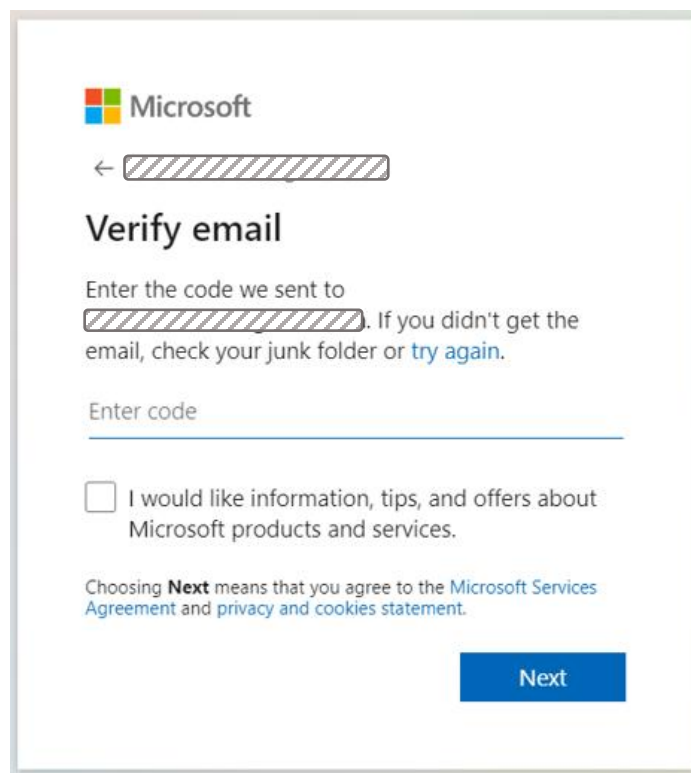 Microsoft
←
Verify email
Enter the code we sent to
. If you didn't get the
email, check your junk folder or try again.
Enter code
I would like information, tips, and offers about
Microsoft products and services.
Choosing Next means that you agree to the Microsoft Services
Agreement and privacy and cookies statement.
Next